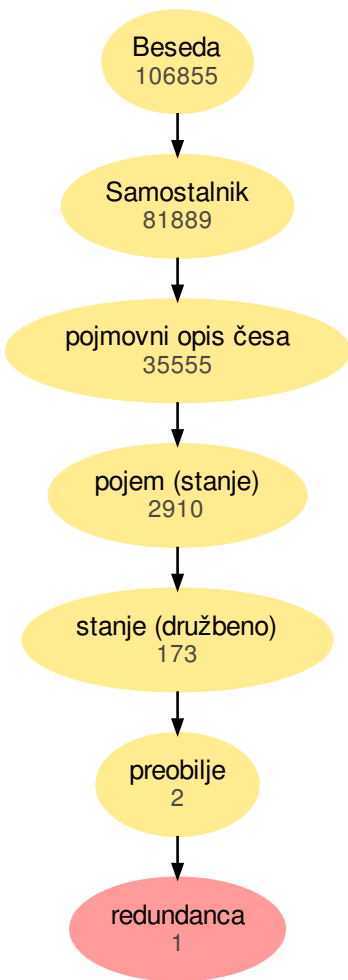 Beseda
106855
Samostalnik
81889
pojmovni opis česa
35555
pojem (stanje)
2910
stanje (družbeno)
173
preobilje
2
redundanca
1